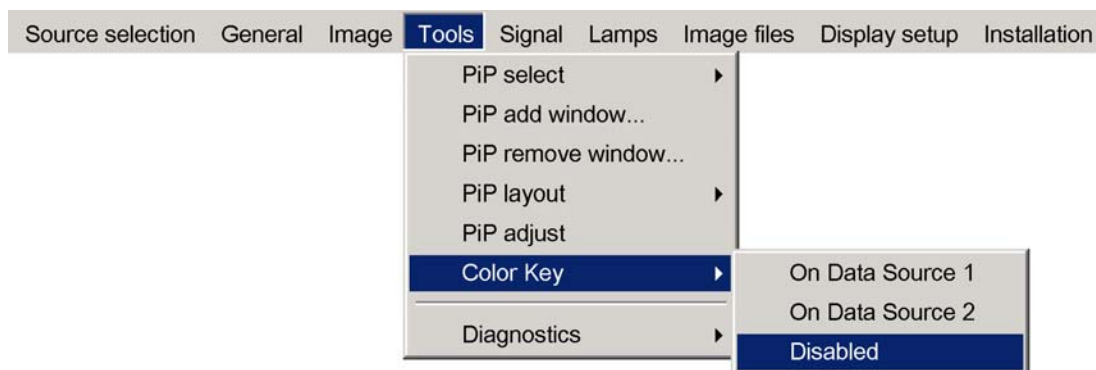 Source selection General Image Tools Signal Lamps Image files Display setup Installation
PiP select
PiP add window...
PiP remove window...
PiP layout
PiP adjust
Color Key
On Data Source 1
On Data Source 2
Disabled
Diagnostics